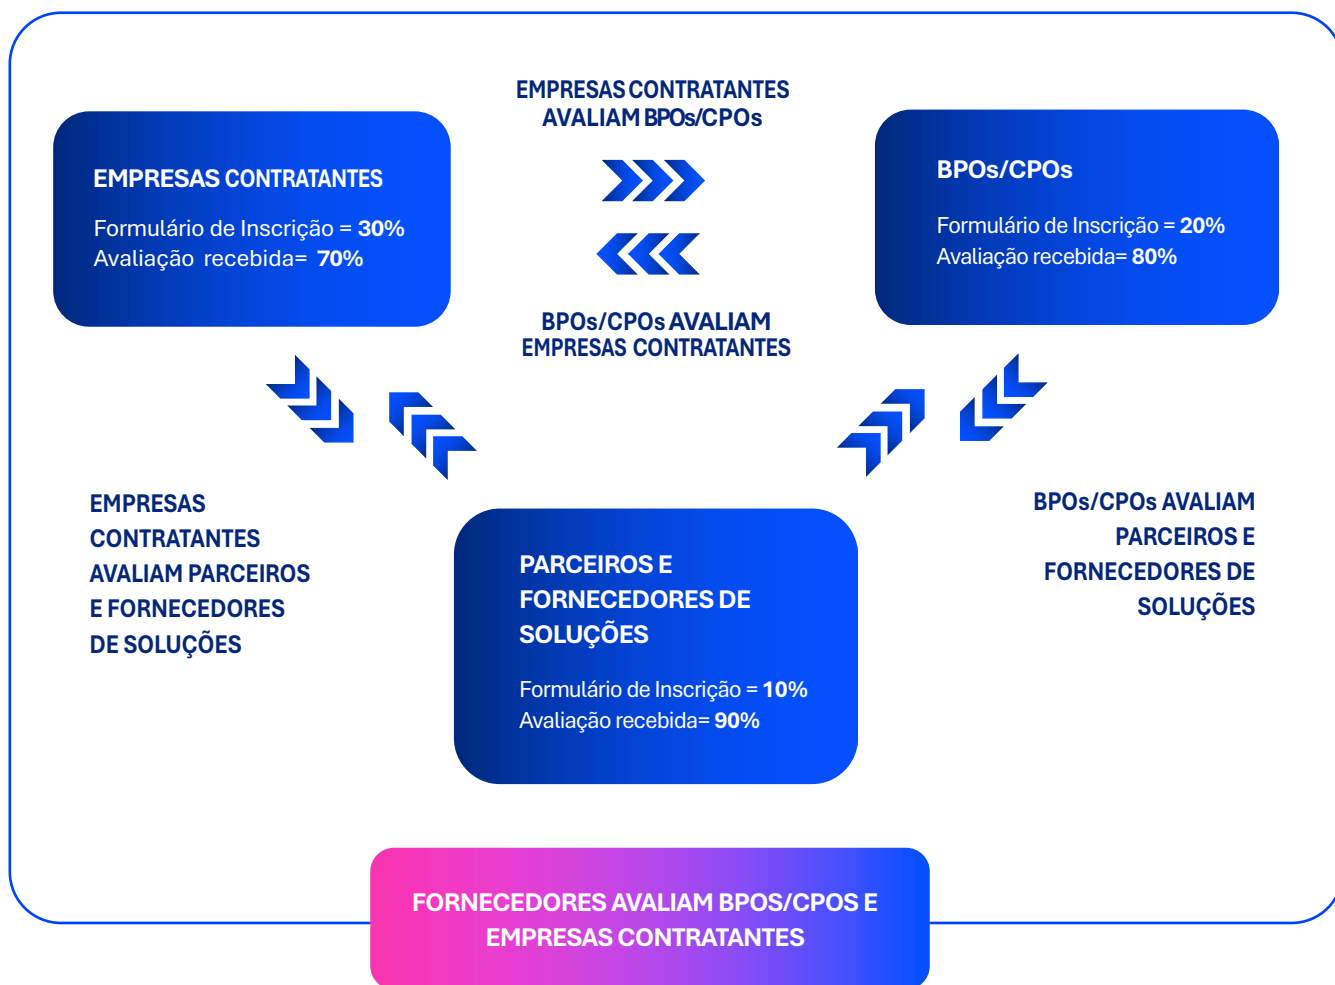 EMPRESAS CONTRATANTES
AVALIAM BPOs/CPOs
EMPRESAS CONTRATANTES
Formulário de Inscrição = 30%
Avaliação recebida= 70%
BPOs/CPOs
Formulário de Inscrição = 20%
Avaliação recebida= 80%
BPOs/CPOs AVALIAM
EMPRESAS CONTRATANTES
EMPRESAS
CONTRATANTES
AVALIAM PARCEIROS
E FORNECEDORES
DE SOLUÇÕES
BPOs/CPOs AVALIAM
PARCEIROS E
FORNECEDORES DE
SOLUÇÕES
PARCEIROS E
FORNECEDORES DE
SOLUÇÕES
Formulário de Inscrição = 10%
Avaliação recebida= 90%
FORNECEDORES AVALIAM BPOS/CPOS E
EMPRESAS CONTRATANTES